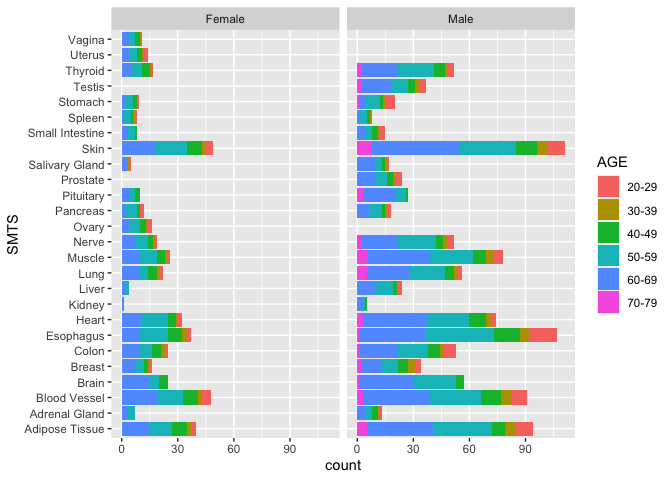 Female Male
Vagina
Uterus
Thyroid
Testis
Stomach
Spleen
Small Intestine
Skin
Salivary Gland
Prostate
Pituitary
Pancreas
Ovary
Nerve
Muscle
Lung
Liver
Kidney
Heart
Esophagus
Colon
Breast
Brain
Blood Vessel
Adrenal Gland
Adipose Tissue
SMTS
0 30 60 90 0 30 60 90
count
AGE
20-29
30-39
40-49
50-59
60-69
70-79